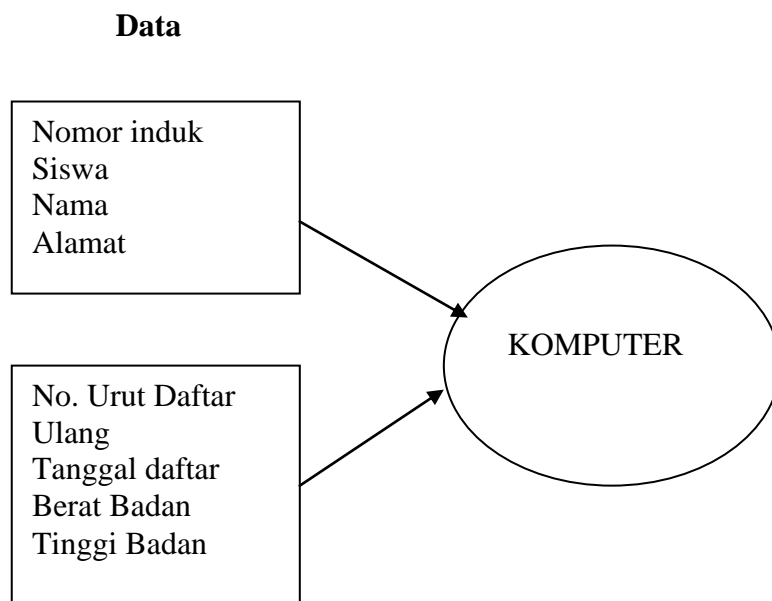 Data
Nomor induk
Siswa
Nama
Alamat
KOMPUTER
No. Urut Daftar
Ulang
Tanggal daftar
Berat Badan
Tinggi Badan